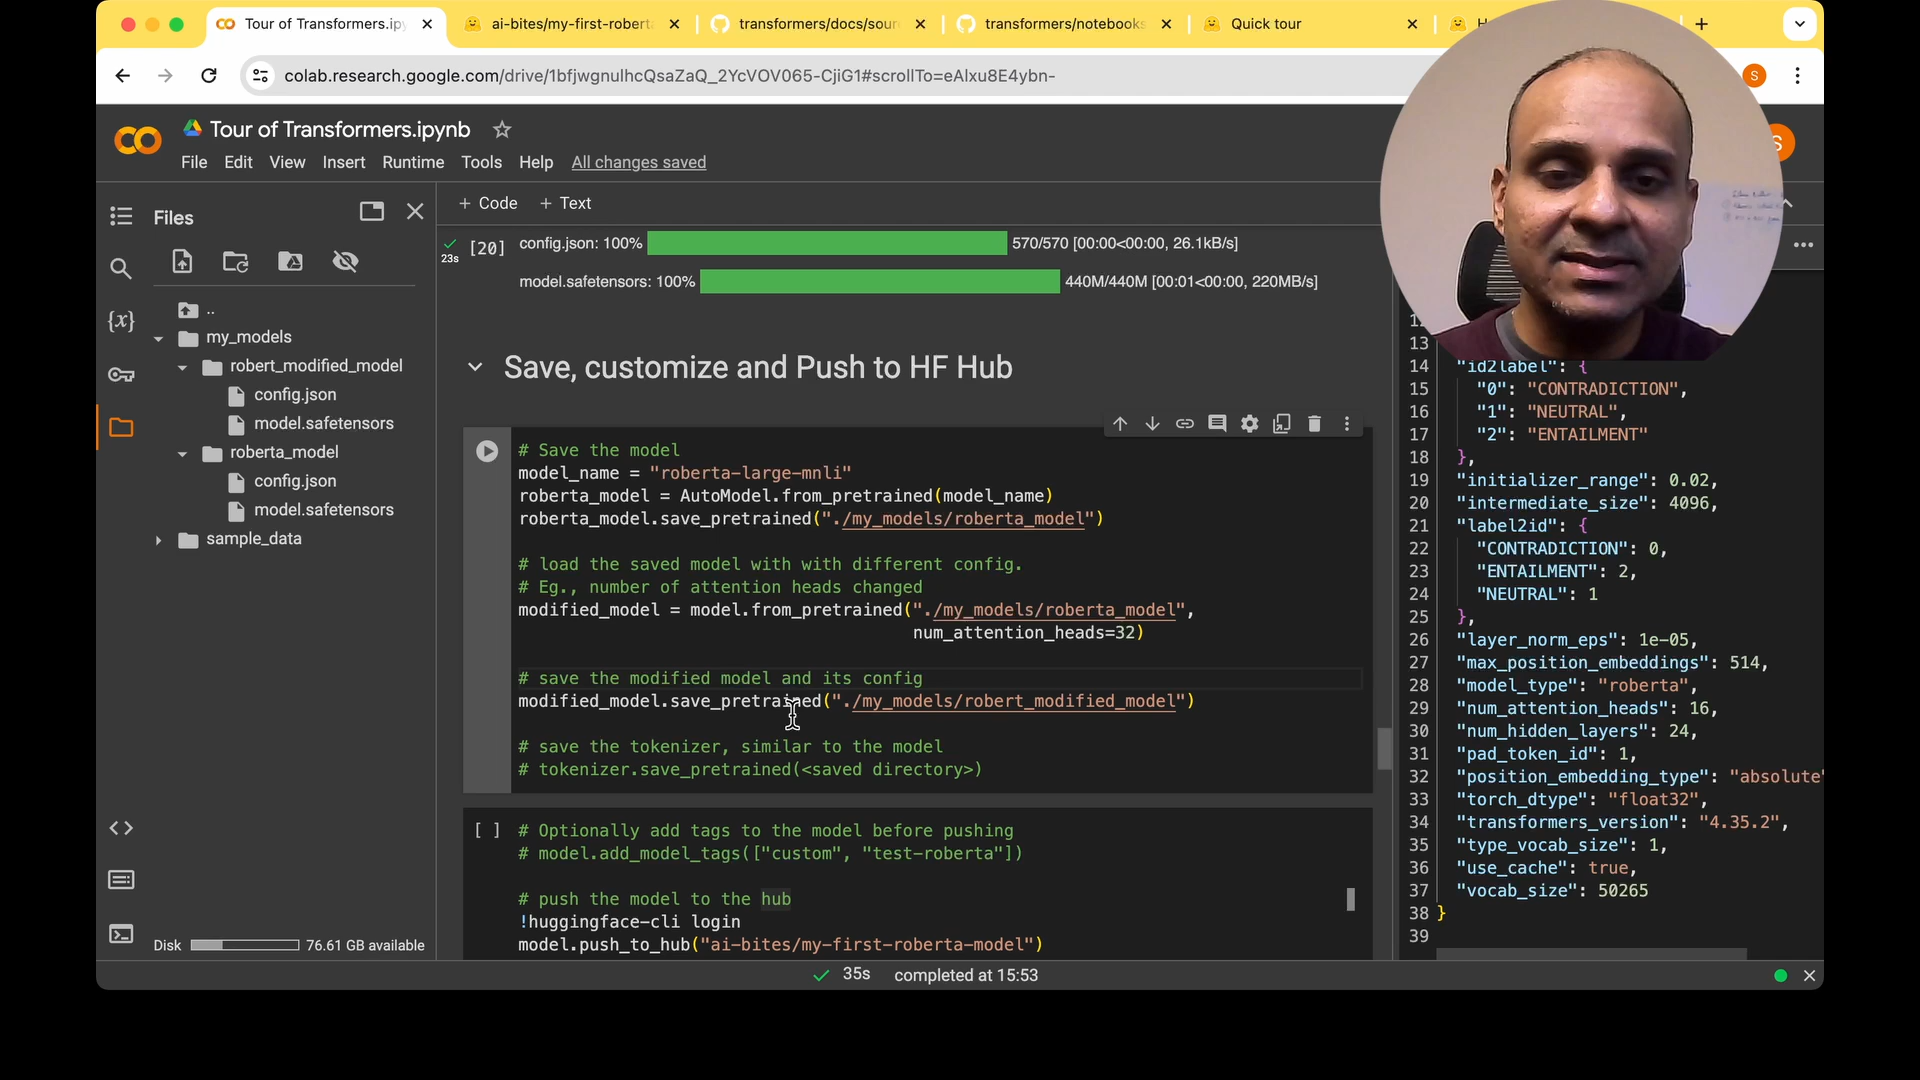 Tour of Transformers.ipynb
ai-bites/my-first-robert
transformers/docs/sour
transformers/notebooks
Quick tour
colab.research.google.com/drive/1bfjwgnulhcQsaZaQ_2YcVOV065-CjiG1#scrollTo=eAlxu8E4ybn-
S
Tour of Transformers.ipynb
S
File Edit View Insert Runtime Tools Help All changes saved
Files
..
my_models
robert_modified_model
config.json
model.safetensors
roberta_model
config.json
model.safetensors
sample_data
Disk 76.61 GB available
+ Code + Text
23s
[20] config.json: 100% 570/570 [00:00<00:00, 26.1kB/s]
model.safetensors: 100% 440M/440M [00:01<00:00, 220MB/s]
Save, customize and Push to HF Hub
# Save the model
model_name = "roberta-large-mnli"
roberta_model = AutoModel.from_pretrained(model_name)
roberta_model.save_pretrained("./my_models/roberta_model")
# load the saved model with with different config.
# Eg., number of attention heads changed
modified_model = model.from_pretrained("./my_models/roberta_model",
num_attention_heads=32)
# save the modified model and its config
modified_model.save_pretrained("./my_models/robert_modified_model")
# save the tokenizer, similar to the model
# tokenizer.save_pretrained(<saved directory>)
[ ] # Optionally add tags to the model before pushing
# model.add_model_tags(["custom", "test-roberta"])
# push the model to the hub
!huggingface-cli login
model.push_to_hub("ai-bites/my-first-roberta-model")
13
14 "id2label": {
15 "0": "CONTRADICTION",
16 "1": "NEUTRAL",
17 "2": "ENTAILMENT"
18 },
19 "initializer_range": 0.02,
20 "intermediate_size": 4096,
21 "label2id": {
22 "CONTRADICTION": 0,
23 "ENTAILMENT": 2,
24 "NEUTRAL": 1
25 },
26 "layer_norm_eps": 1e-05,
27 "max_position_embeddings": 514,
28 "model_type": "roberta",
29 "num_attention_heads": 16,
30 "num_hidden_layers": 24,
31 "pad_token_id": 1,
32 "position_embedding_type": "absolute"
33 "torch_dtype": "float32",
34 "transformers_version": "4.35.2",
35 "type_vocab_size": 1,
36 "use_cache": true,
37 "vocab_size": 50265
38 }
39
35s completed at 15:53